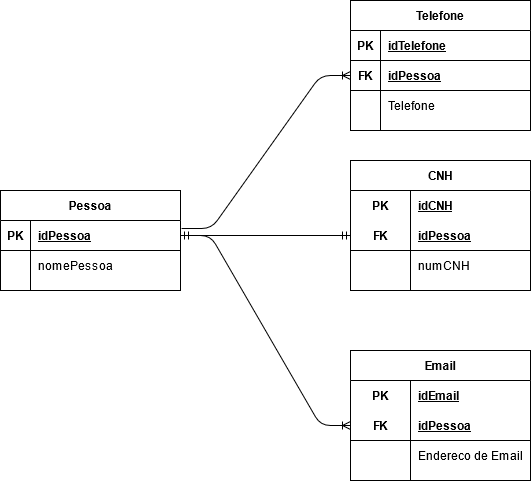 Telefone
PK idTelefone
FK idPessoa
Telefone
Pessoa
PK idPessoa
nomePessoa
CNH
PK idCNH
FK idPessoa
numCNH
Email
PK idEmail
FK idPessoa
Endereco de Email